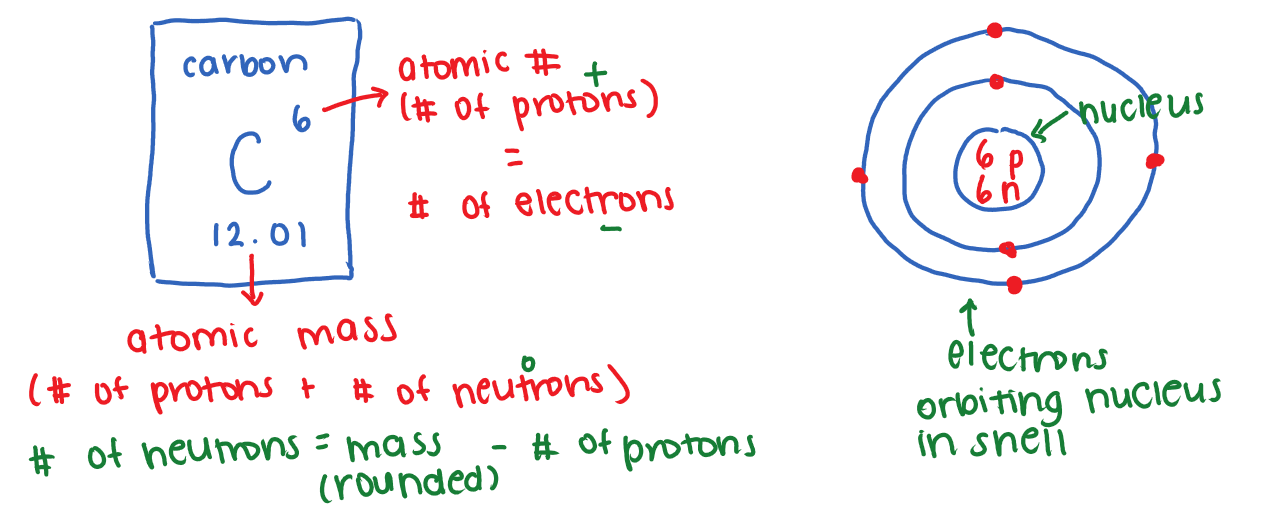 carbon
6
C
12.01
atomic #
+
(# of protons)
=
# of electrons
-
atomic mass
o
(# of protons + # of neutrons)
# of neutrons = mass - # of protons
(rounded)
nucleus
6 p
6 n
electrons
orbiting nucleus
in shell